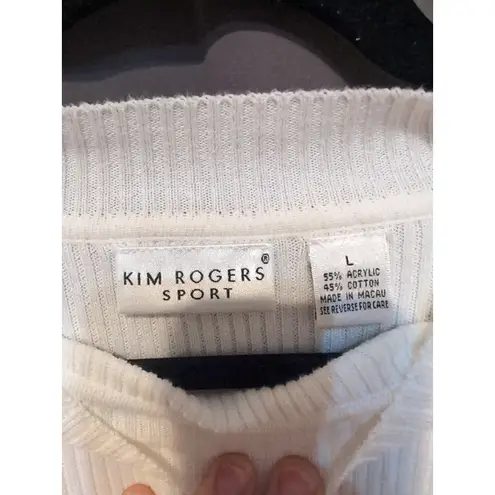 KIM ROGERS®
SPORT
L
55% ACRYLIC
45% COTTON
MADE IN MACAU
SEE REVERSE FOR CARE